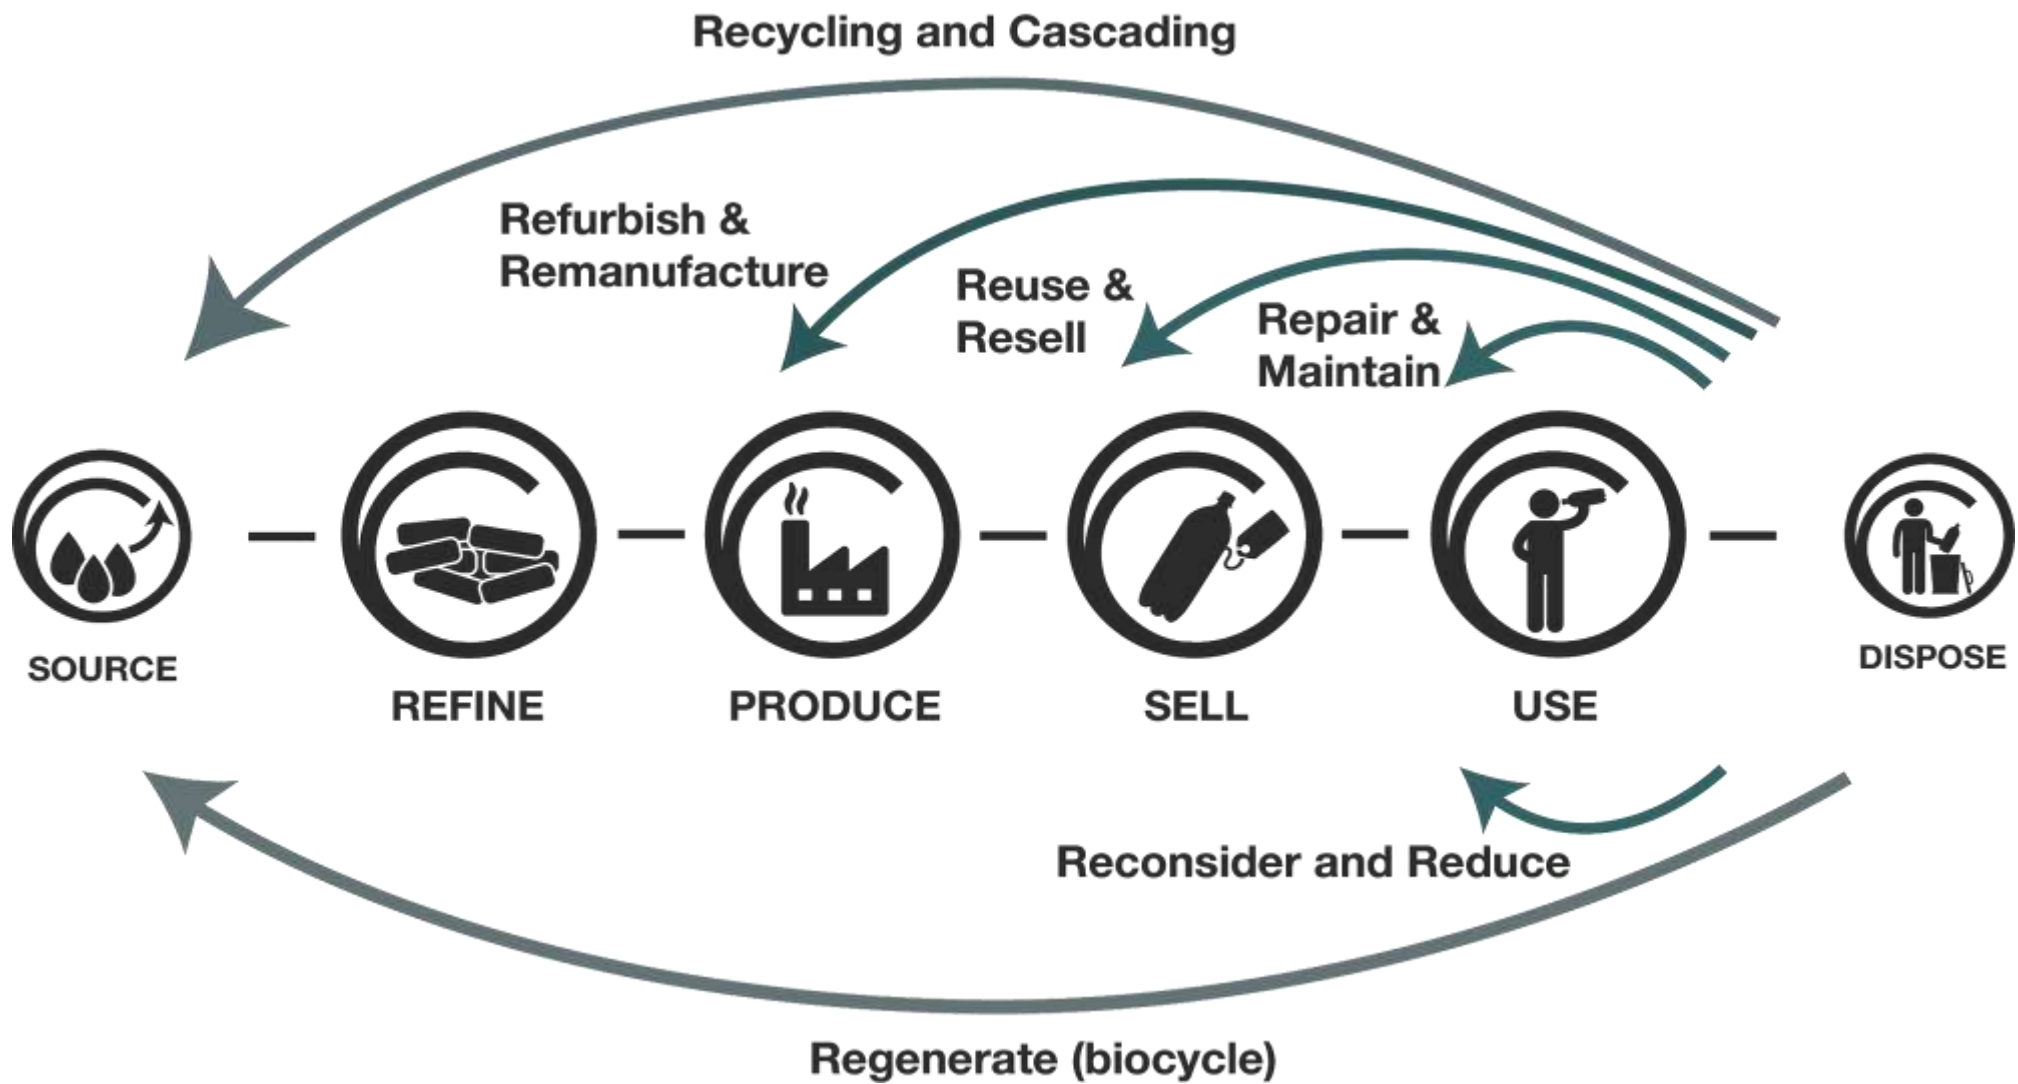 Recycling and Cascading
Refurbish &
Remanufacture
Reuse &
Resell
Repair &
Maintain
SOURCE
REFINE
PRODUCE
SELL
USE
DISPOSE
Reconsider and Reduce
Regenerate (biocycle)